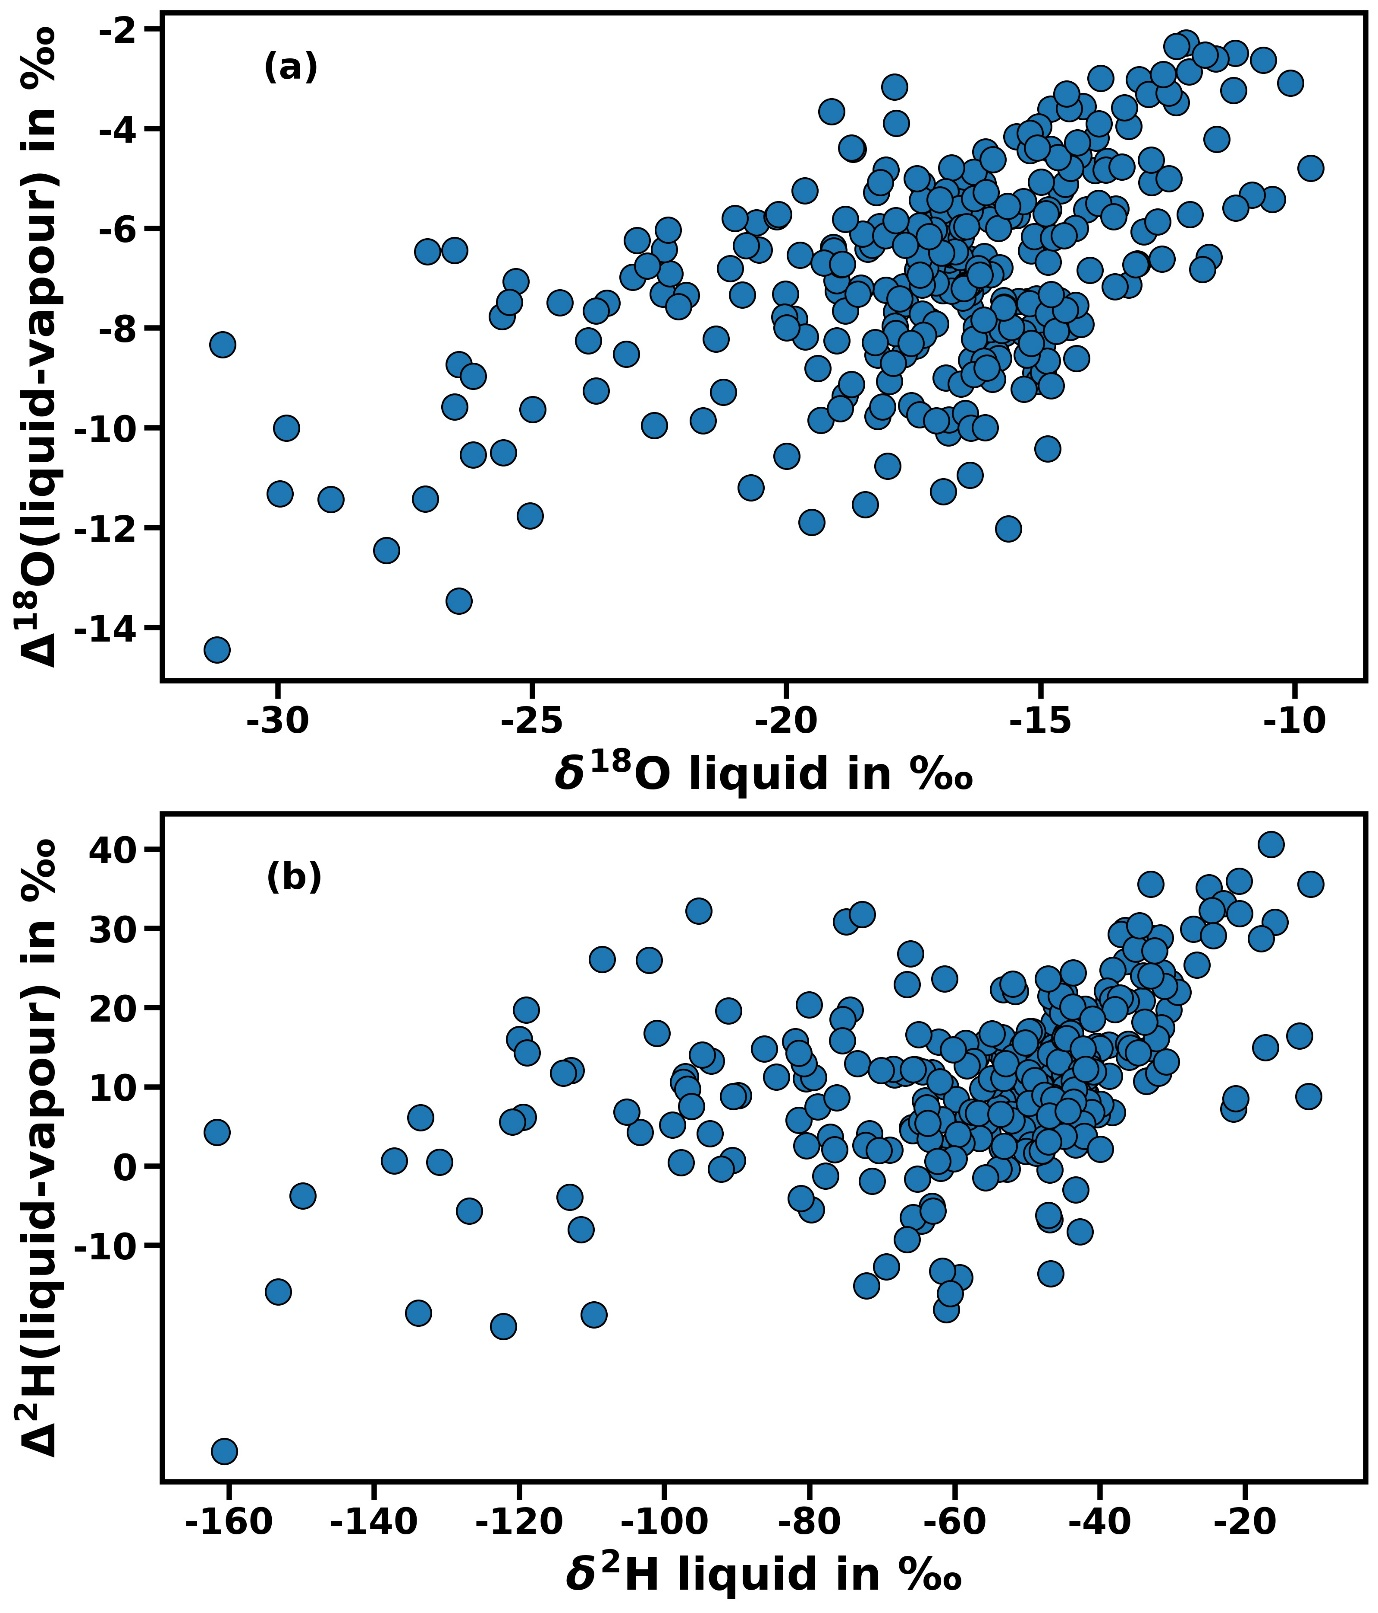 (a)
Δ¹⁸O(liquid-vapour) in ‰
-2
-4
-6
-8
-10
-12
-14
-30 -25 -20 -15 -10
δ ¹⁸O liquid in ‰
(b)
Δ²H(liquid-vapour) in ‰
40
30
20
10
0
-10
-160 -140 -120 -100 -80 -60 -40 -20
δ ²H liquid in ‰